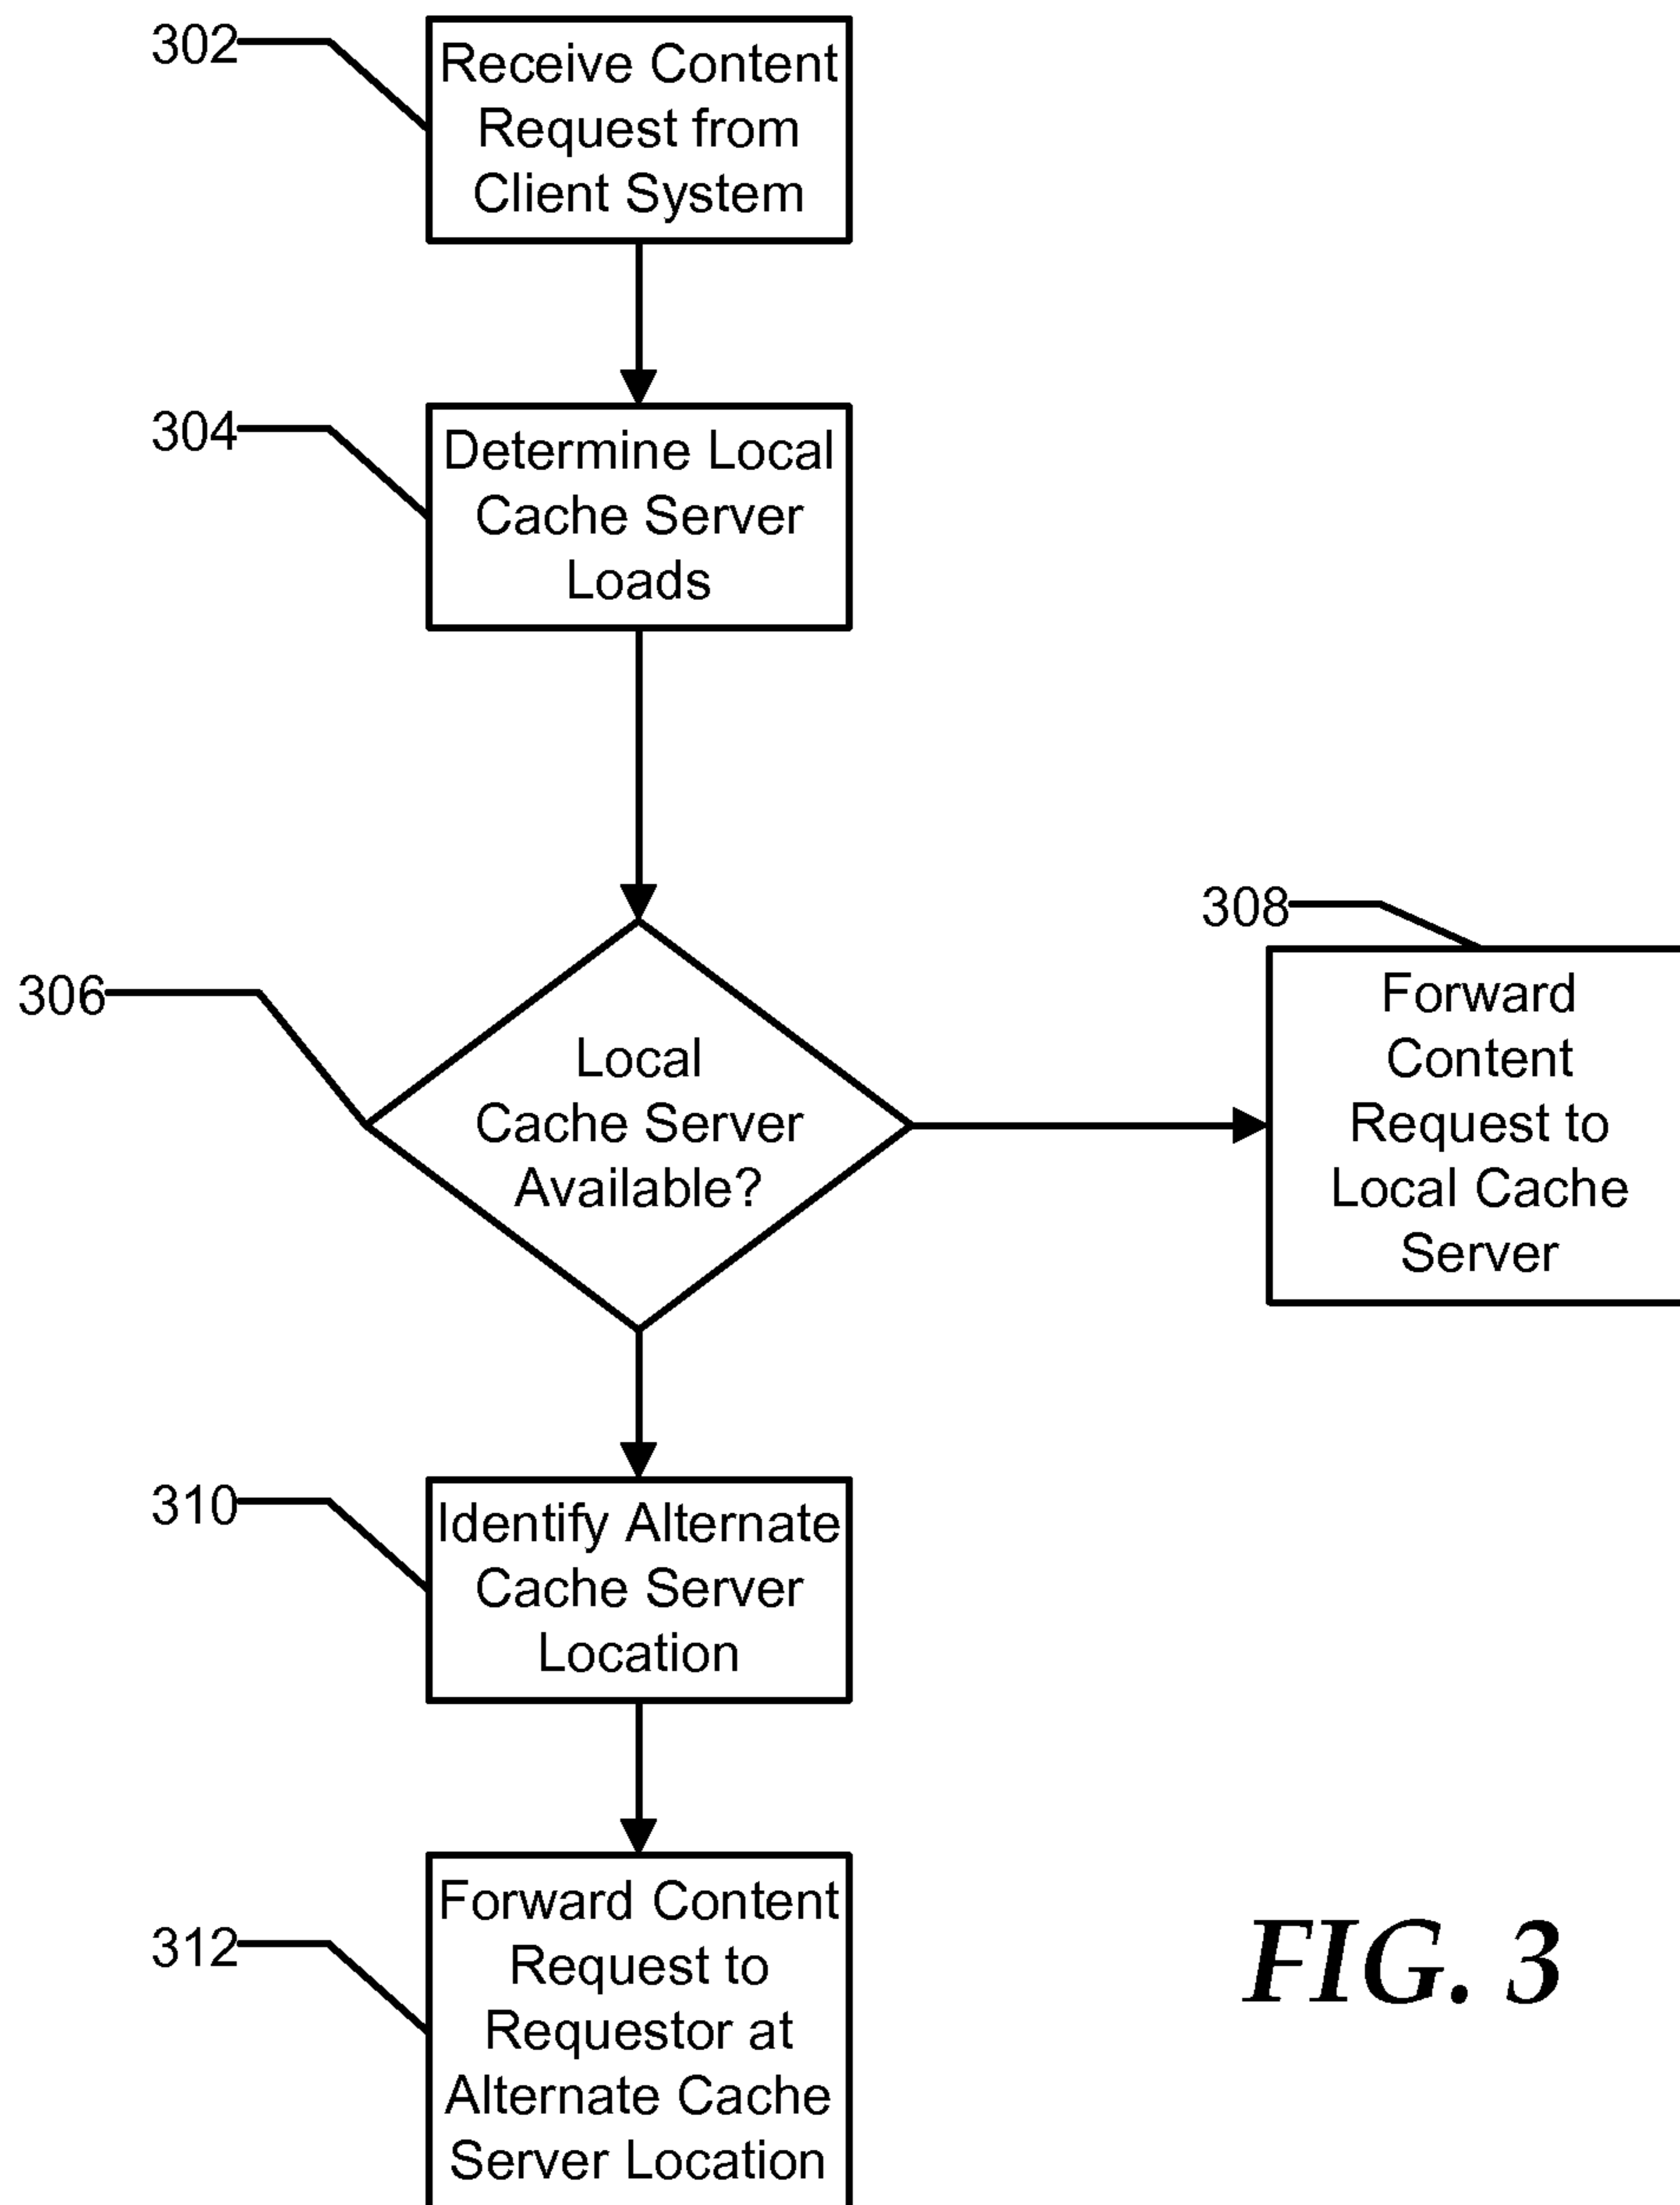 302
Receive Content
Request from
Client System
304
Determine Local
Cache Server
Loads
306
Local
Cache Server
Available?
308
Forward
Content
Request to
Local Cache
Server
310
Identify Alternate
Cache Server
Location
312
Forward Content
Request to
Requestor at
Alternate Cache
Server Location
FIG. 3